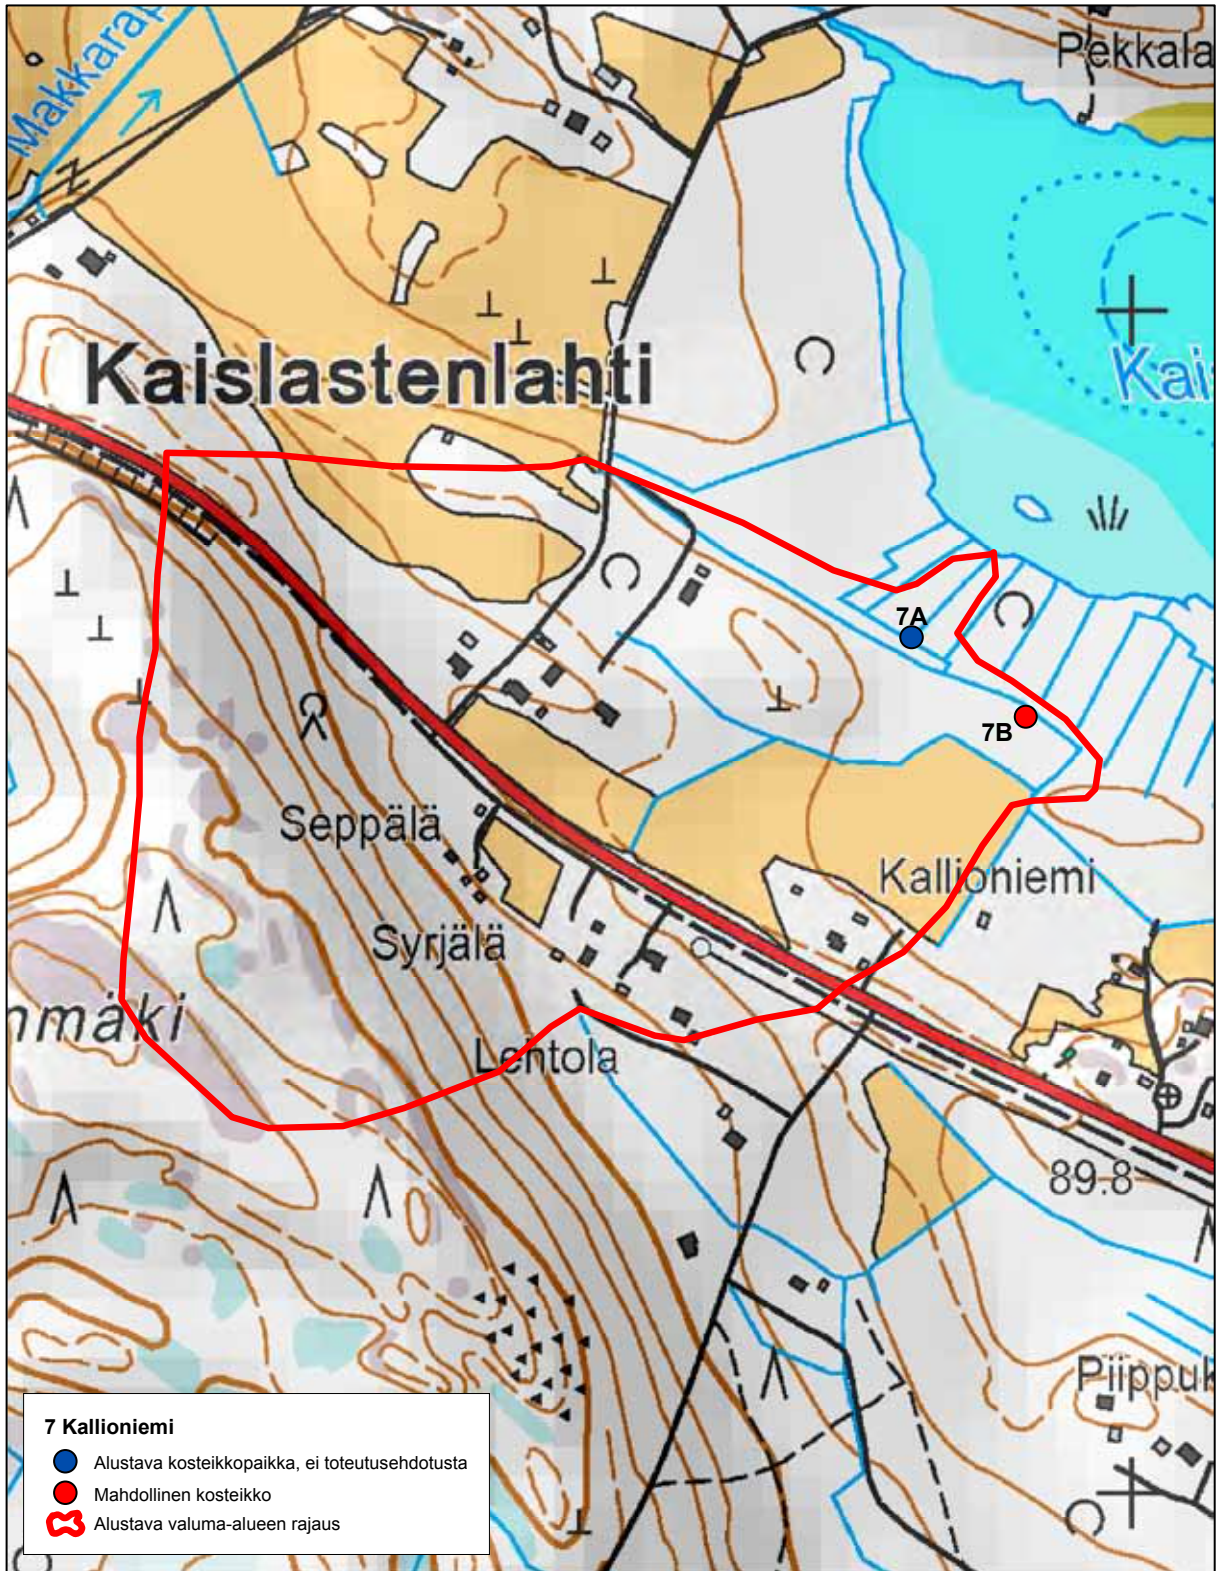 Makkarap
Pekkala
Kaislastenlahti
Kai
7A
7B
Seppälä
Kallioniemi
Syrjälä
nmäki
Lehtola
89.8
Piippuk
7 Kallioniemi
Alustava kosteikkopaikka, ei toteutusehdotusta
Mahdollinen kosteikko
Alustava valuma-alueen rajaus